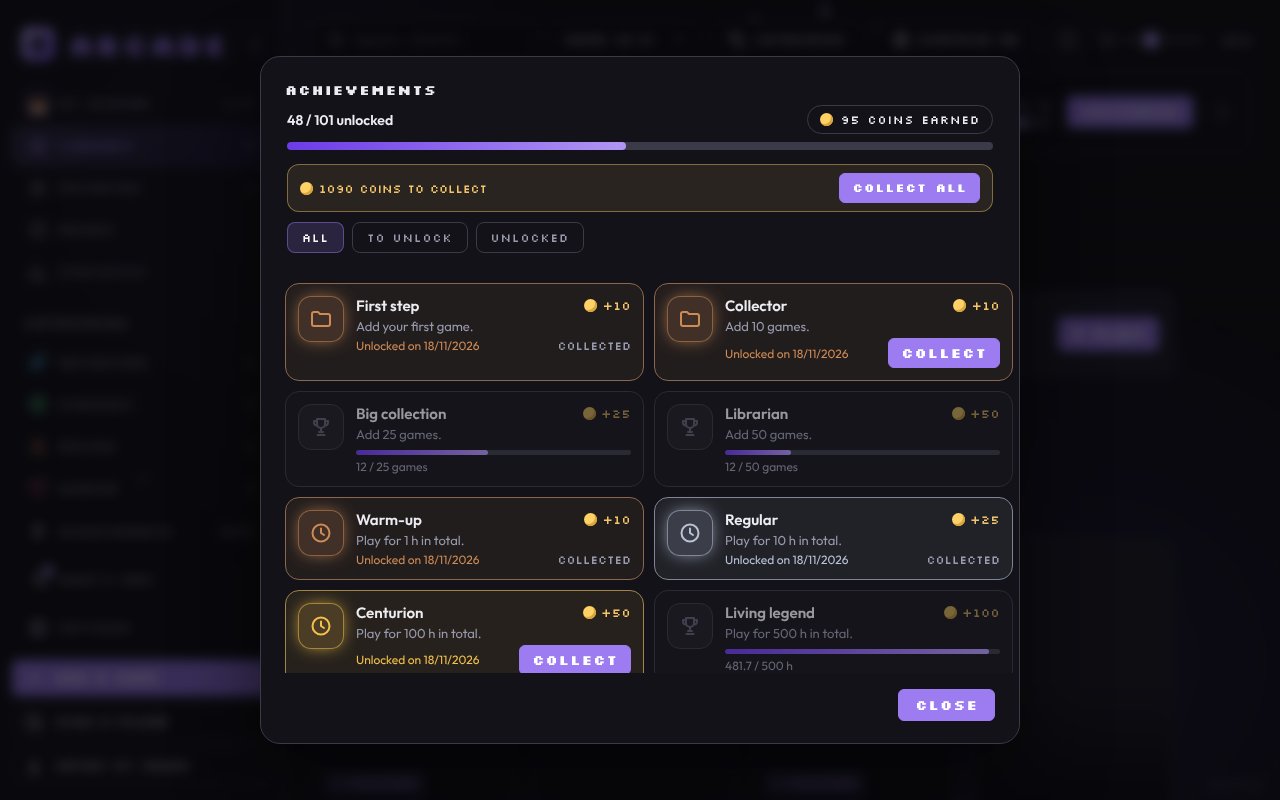 ARCADE
ACHIEVEMENTS
48 / 101 unlocked
95 COINS EARNED
1090 COINS TO COLLECT
COLLECT ALL
ALL
TO UNLOCK
UNLOCKED
First step
+10
Add your first game.
Unlocked on 18/11/2026
COLLECTED
Collector
+10
Add 10 games.
Unlocked on 18/11/2026
COLLECT
Big collection
+25
Add 25 games.
12 / 25 games
Librarian
+50
Add 50 games.
12 / 50 games
Warm-up
+10
Play for 1 h in total.
Unlocked on 18/11/2026
COLLECTED
Regular
+25
Play for 10 h in total.
Unlocked on 18/11/2026
COLLECTED
Centurion
+50
Play for 100 h in total.
Unlocked on 18/11/2026
COLLECT
Living legend
+100
Play for 500 h in total.
481.7 / 500 h
CLOSE